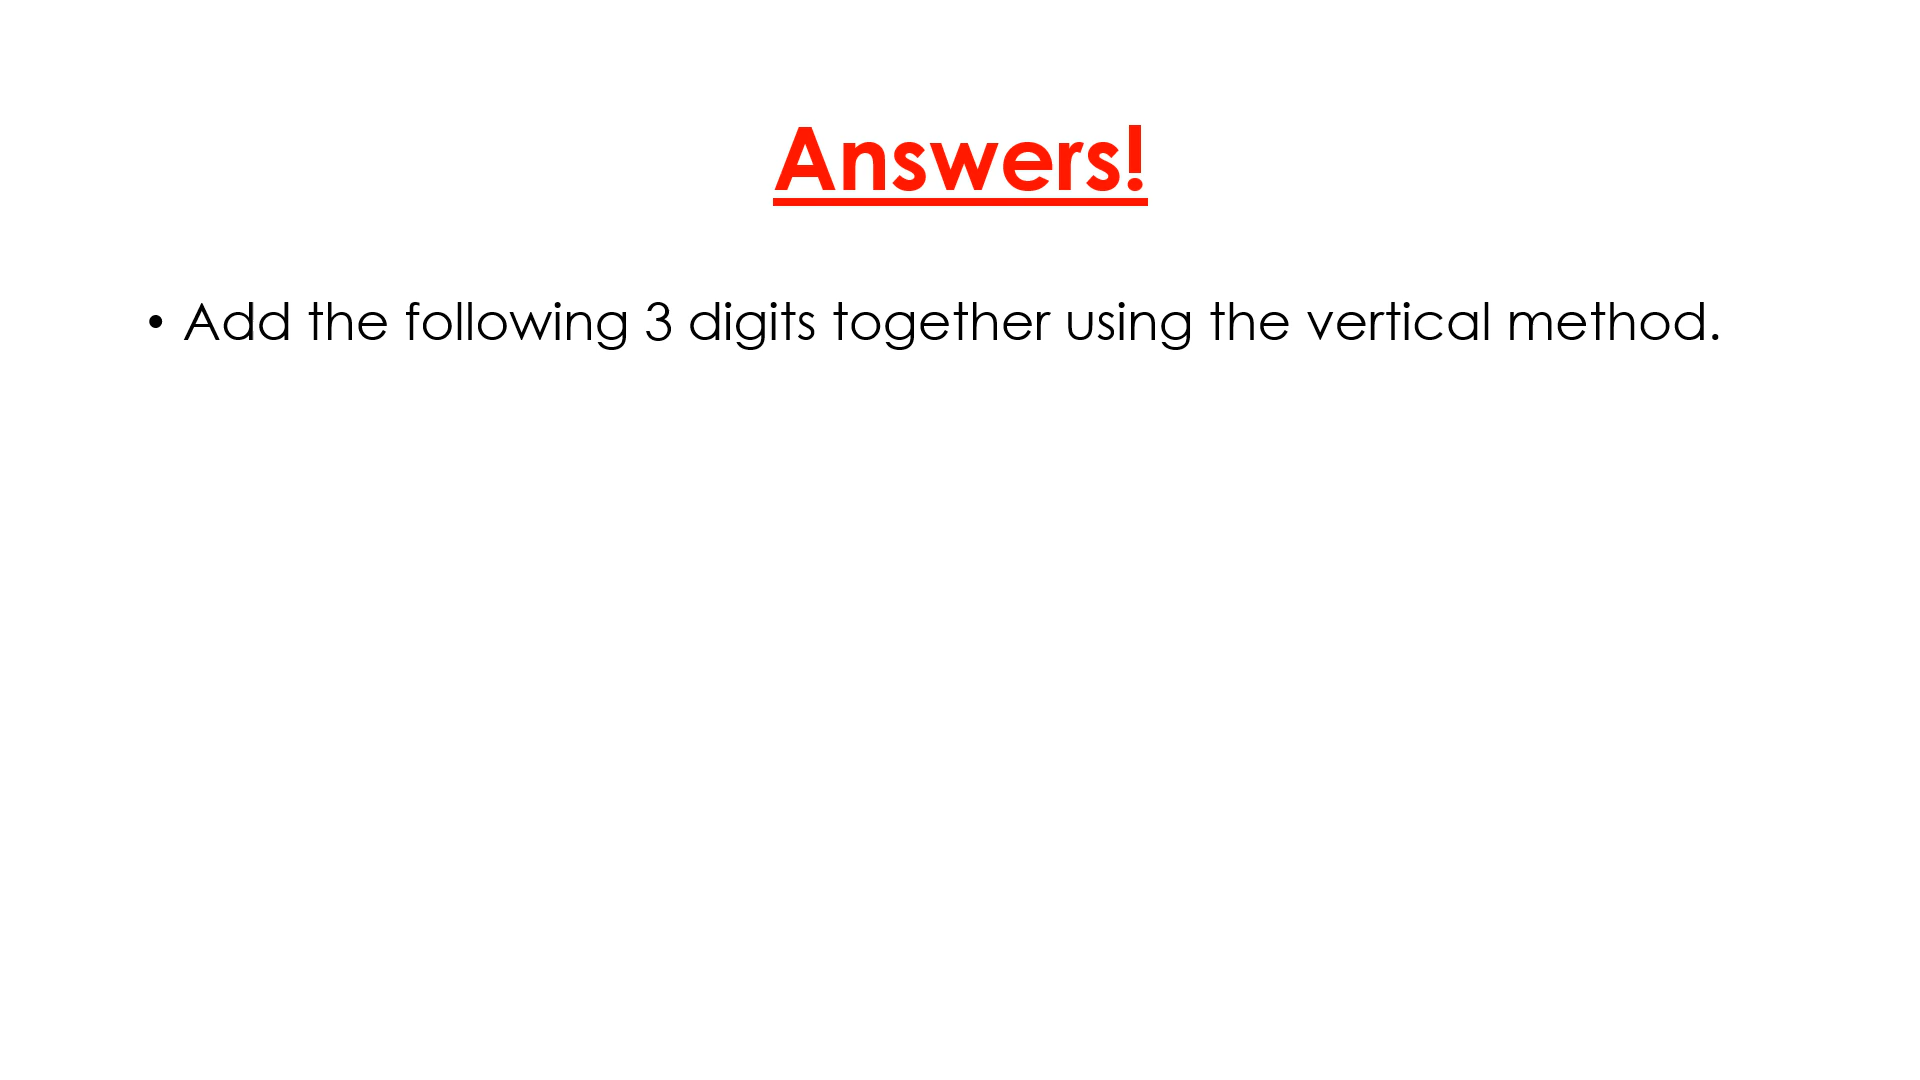 Answers!
• Add the following 3 digits together using the vertical method.